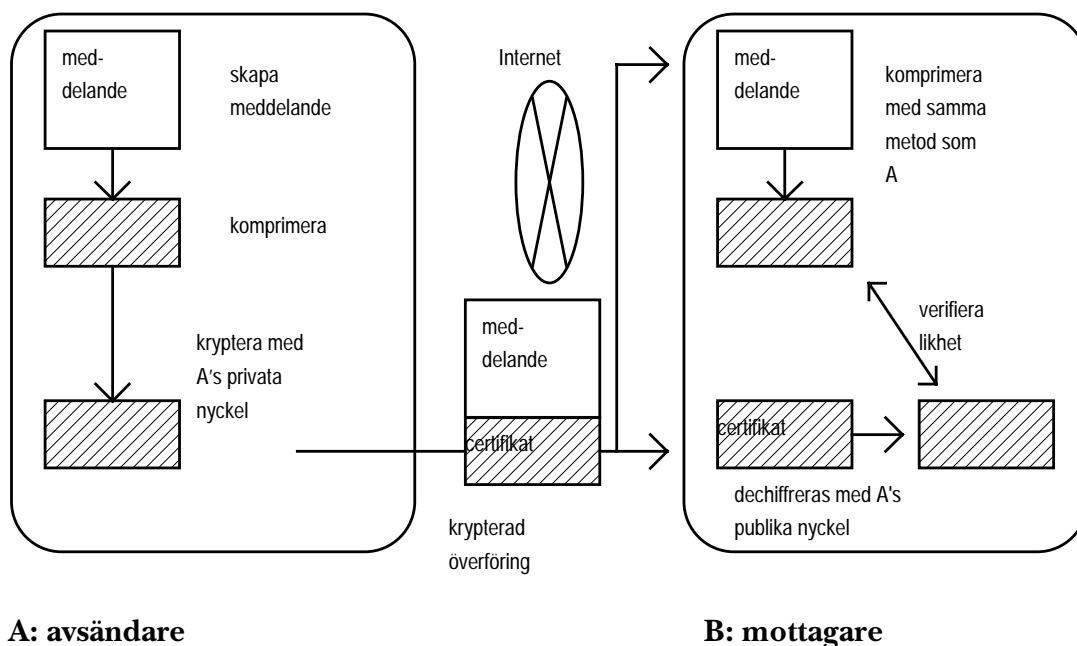 med-
delande
skapa
meddelande
komprimera
kryptera med
A's privata
nyckel
Internet
med-
delande
certifikat
krypterad
överföring
med-
delande
komprimera
med samma
metod som
A
verifiera
likhet
certifikat
dechiffreras med A's
publika nyckel
A: avsändare
B: mottagare